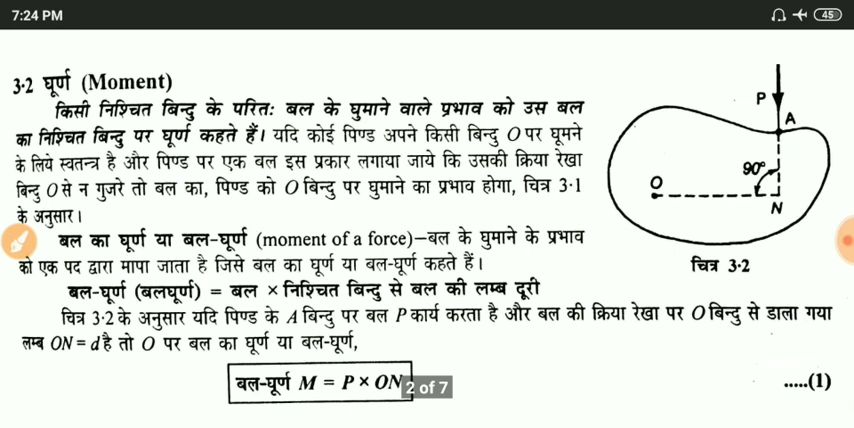 7:24 PM
45
3·2 घूर्ण (Moment)
किसी निश्चित बिन्दु के परितः बल के घुमाने वाले प्रभाव को उस बल
का निश्चित बिन्दु पर घूर्ण कहते हैं। यदि कोई पिण्ड अपने किसी बिन्दु O पर घूमने
के लिये स्वतन्त्र है और पिण्ड पर एक बल इस प्रकार लगाया जाये कि उसकी क्रिया रेखा
बिन्दु O से न गुजरे तो बल का, पिण्ड को O बिन्दु पर घुमाने का प्रभाव होगा, चित्र 3·1
के अनुसार।
बल का घूर्ण या बल-घूर्ण (moment of a force)–बल के घुमाने के प्रभाव
को एक पद द्वारा मापा जाता है जिसे बल का घूर्ण या बल-घूर्ण कहते हैं।
बल-घूर्ण (बलघूर्ण) = बल × निश्चित बिन्दु से बल की लम्ब दूरी
P
A
90°
O
N
चित्र 3·2
चित्र 3·2 के अनुसार यदि पिण्ड के A बिन्दु पर बल P कार्य करता है और बल की क्रिया रेखा पर O बिन्दु से डाला गया
लम्ब ON = d है तो O पर बल का घूर्ण या बल-घूर्ण,
बल-घूर्ण M = P × ON .....(1)
2 of 7